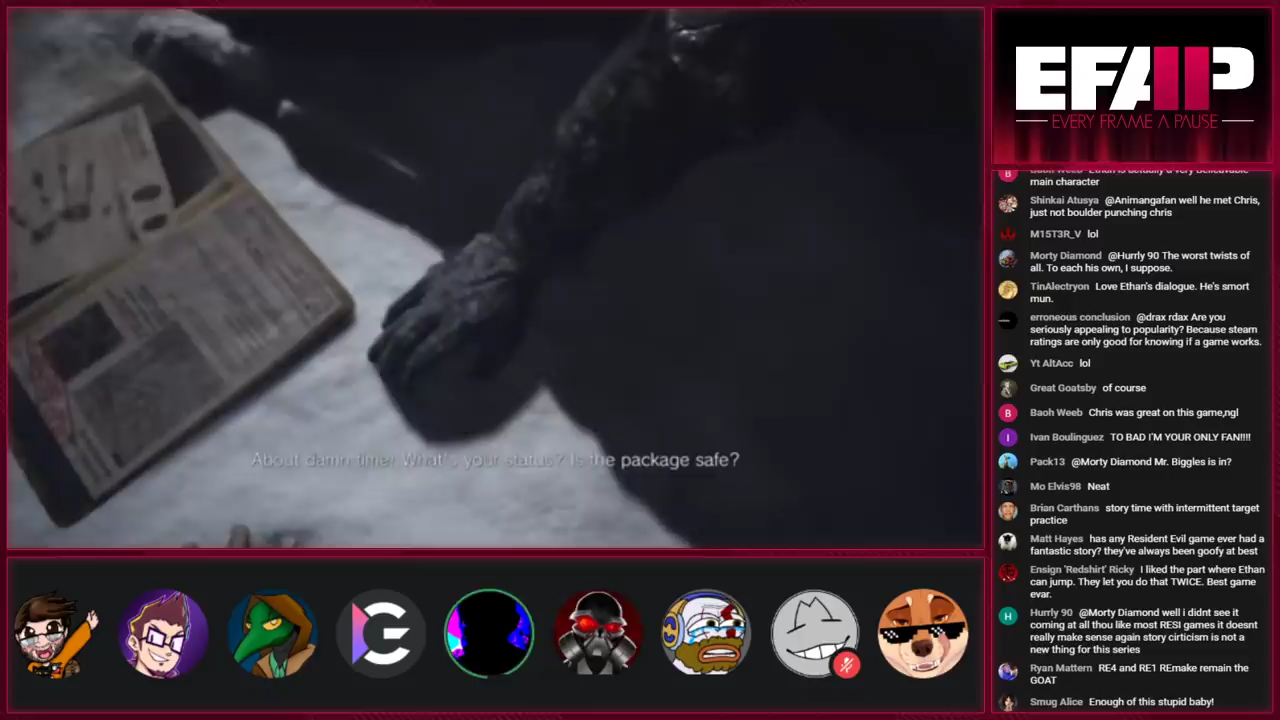 About damn time! What's your status? Is the package safe?
EFAP
EVERY FRAME A PAUSE
B
Baoh Weeb Ethan is actually a very believable
main character
Shinkai Atusya @Animangafan well he met Chris,
just not boulder punching chris
M15T3R_V lol
Morty Diamond @Hurrly 90 The worst twists of
all. To each his own, I suppose.
TinAlectryon Love Ethan's dialogue. He's smort
mun.
erroneous conclusion @drax rdax Are you
seriously appealing to popularity? Because steam
ratings are only good for knowing if a game works.
Yt AltAcc lol
Great Goatsby of course
B
Baoh Weeb Chris was great on this game,ngl
I
Ivan Boulinguez TO BAD I'M YOUR ONLY FAN!!!!
Pack13 @Morty Diamond Mr. Biggles is in?
Mo Elvis98 Neat
Brian Carthans story time with intermittent target
practice
Matt Hayes has any Resident Evil game ever had a
fantastic story? they've always been goofy at best
Ensign 'Redshirt' Ricky I liked the part where Ethan
can jump. They let you do that TWICE. Best game
evar.
H
Hurrly 90 @Morty Diamond well i didnt see it
coming at all thou like most RESI games it doesnt
really make sense again story cirticism is not a
new thing for this series
Ryan Mattern RE4 and RE1 REmake remain the
GOAT
Smug Alice Enough of this stupid baby!